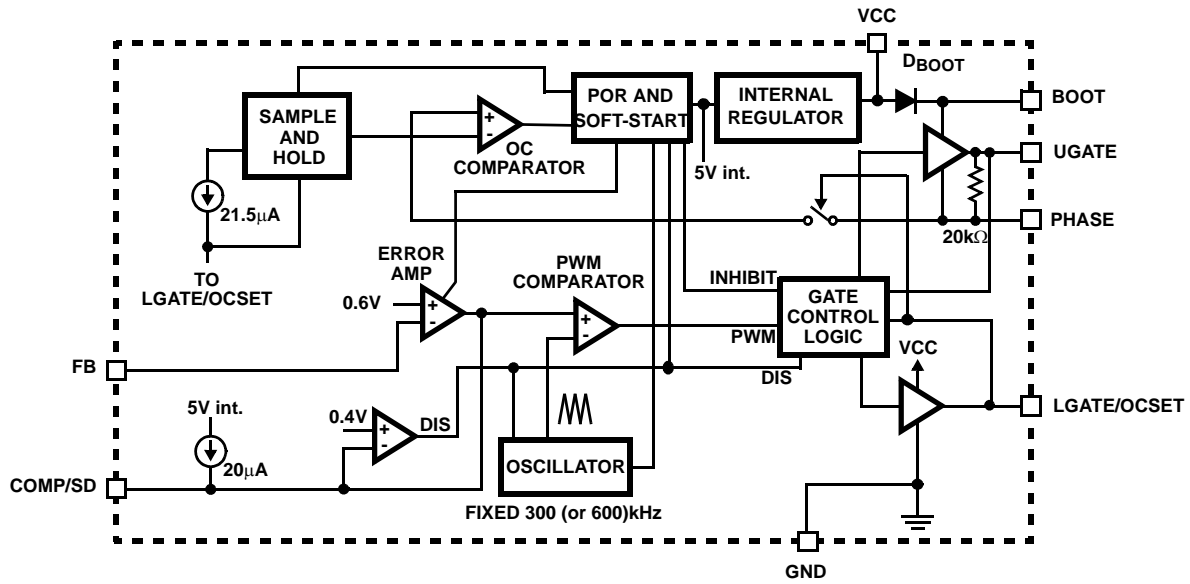 VCC
D_BOOT
BOOT
SAMPLE
AND
HOLD
+
-
OC
COMPARATOR
POR AND
SOFT-START
INTERNAL
REGULATOR
UGATE
5V int.
21.5µA
PHASE
20kΩ
TO
LGATE/OCSET
ERROR
AMP
PWM
COMPARATOR
INHIBIT
0.6V
+
-
+
-
GATE
CONTROL
LOGIC
PWM
DIS
VCC
FB
5V int.
0.4V
+
-
DIS
LGATE/OCSET
20µA
OSCILLATOR
COMP/SD
FIXED 300 (or 600)kHz
GND